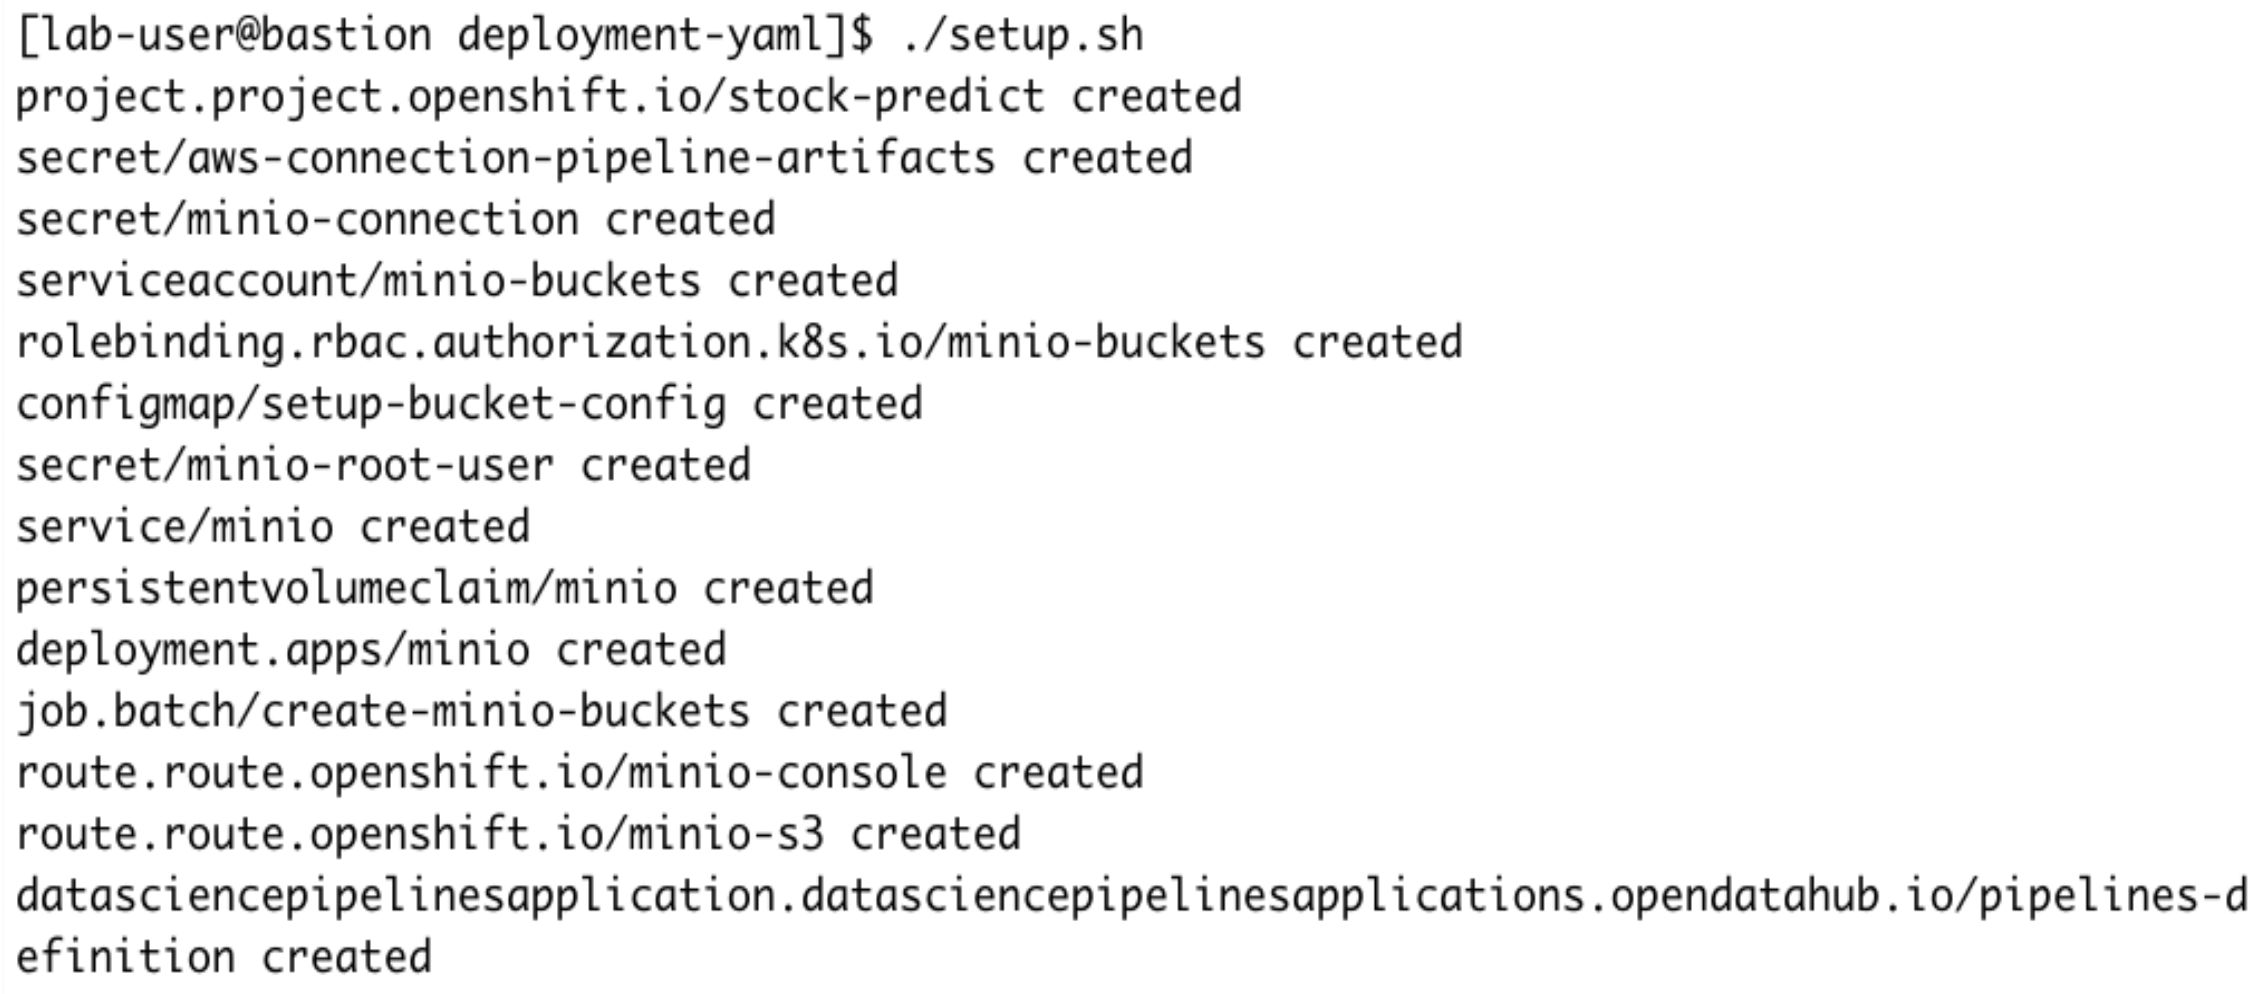 [lab-user@bastion deployment-yaml]$ ./setup.sh
project.project.openshift.io/stock-predict created
secret/aws-connection-pipeline-artifacts created
secret/minio-connection created
serviceaccount/minio-buckets created
rolebinding.rbac.authorization.k8s.io/minio-buckets created
configmap/setup-bucket-config created
secret/minio-root-user created
service/minio created
persistentvolumeclaim/minio created
deployment.apps/minio created
job.batch/create-minio-buckets created
route.route.openshift.io/minio-console created
route.route.openshift.io/minio-s3 created
datasciencepipelinesapplication.datasciencepipelinesapplications.opendatahub.io/pipelines-d
efinition created